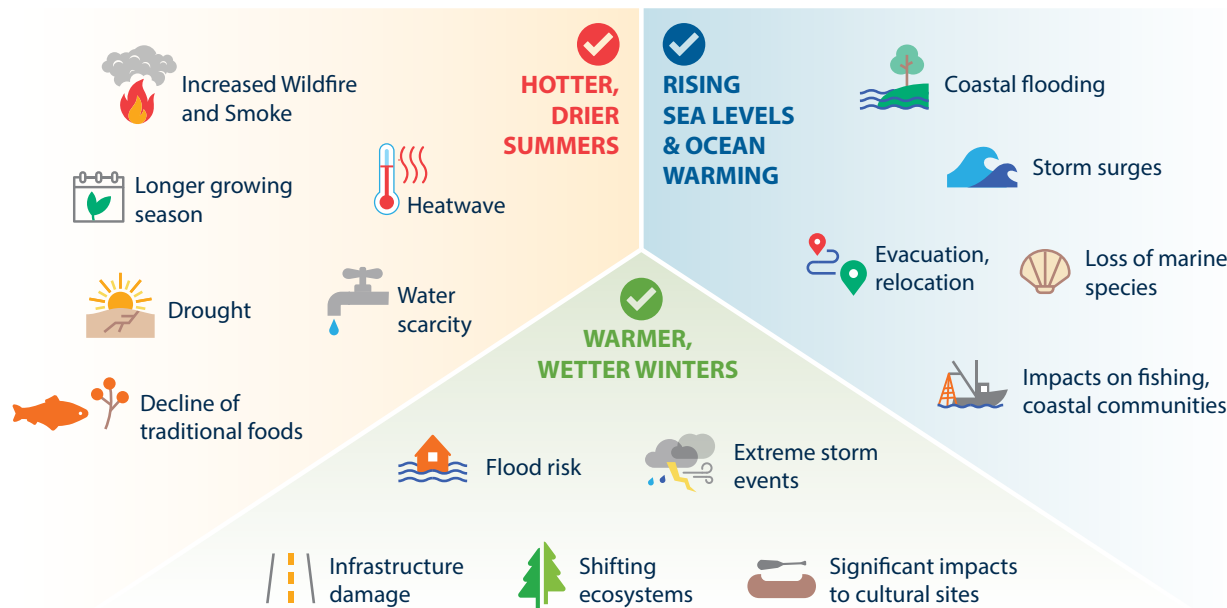 HOTTER,
DRIER
SUMMERS
Increased Wildfire
and Smoke
Longer growing
season
Heatwave
Drought
Water
scarcity
Decline of
traditional foods
RISING
SEA LEVELS
& OCEAN
WARMING
Coastal flooding
Storm surges
Evacuation,
relocation
Loss of marine
species
Impacts on fishing,
coastal communities
WARMER,
WETTER WINTERS
Flood risk
Extreme storm
events
Infrastructure
damage
Shifting
ecosystems
Significant impacts
to cultural sites